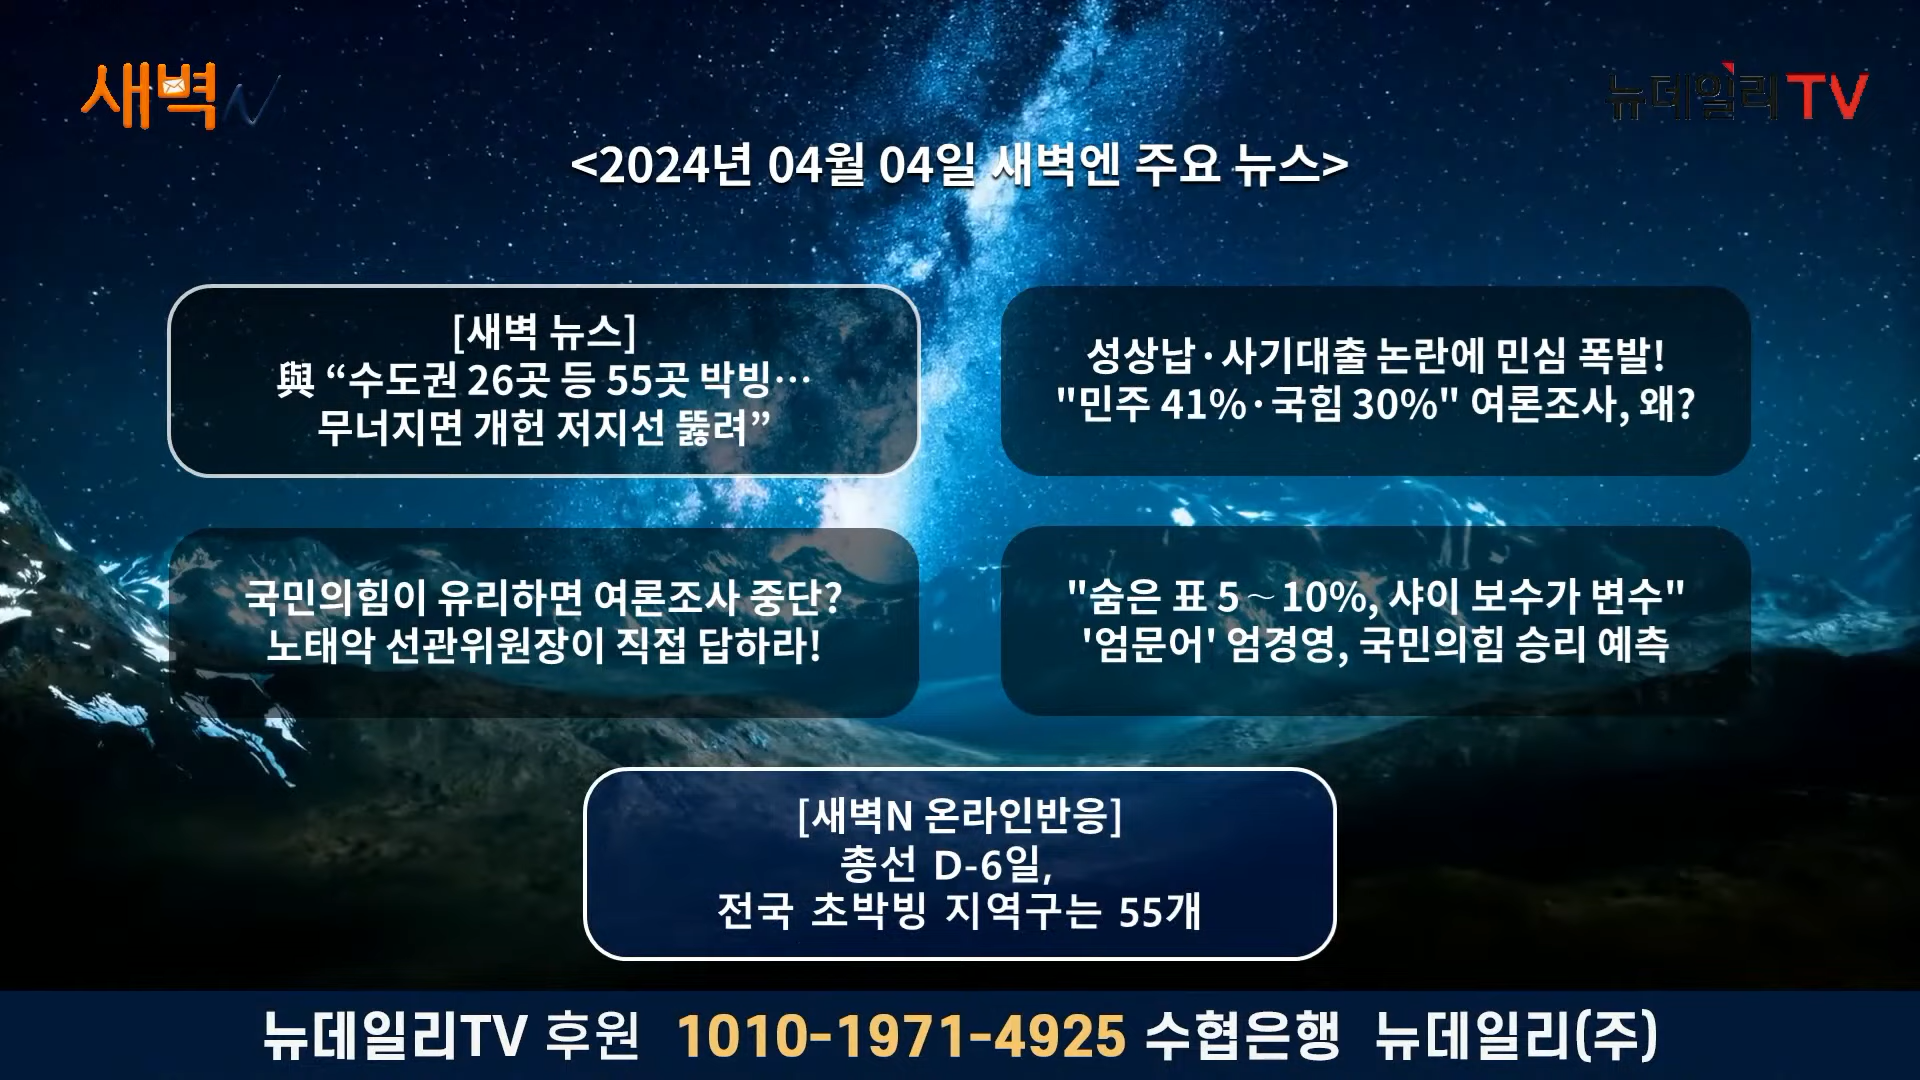 새벽N
뉴데일리TV
<2024년 04월 04일 새벽엔 주요 뉴스>
[새벽 뉴스]
與 “수도권 26곳 등 55곳 박빙…
무너지면 개헌 저지선 뚫려”
성상납·사기대출 논란에 민심 폭발!
"민주 41%·국힘 30%" 여론조사, 왜?
국민의힘이 유리하면 여론조사 중단?
노태악 선관위원장이 직접 답하라!
"숨은 표 5～10%, 샤이 보수가 변수"
'엄문어' 엄경영, 국민의힘 승리 예측
[새벽N 온라인반응]
총선 D-6일,
전국 초박빙 지역구는 55개
뉴데일리TV 후원 1010-1971-4925 수협은행 뉴데일리(주)